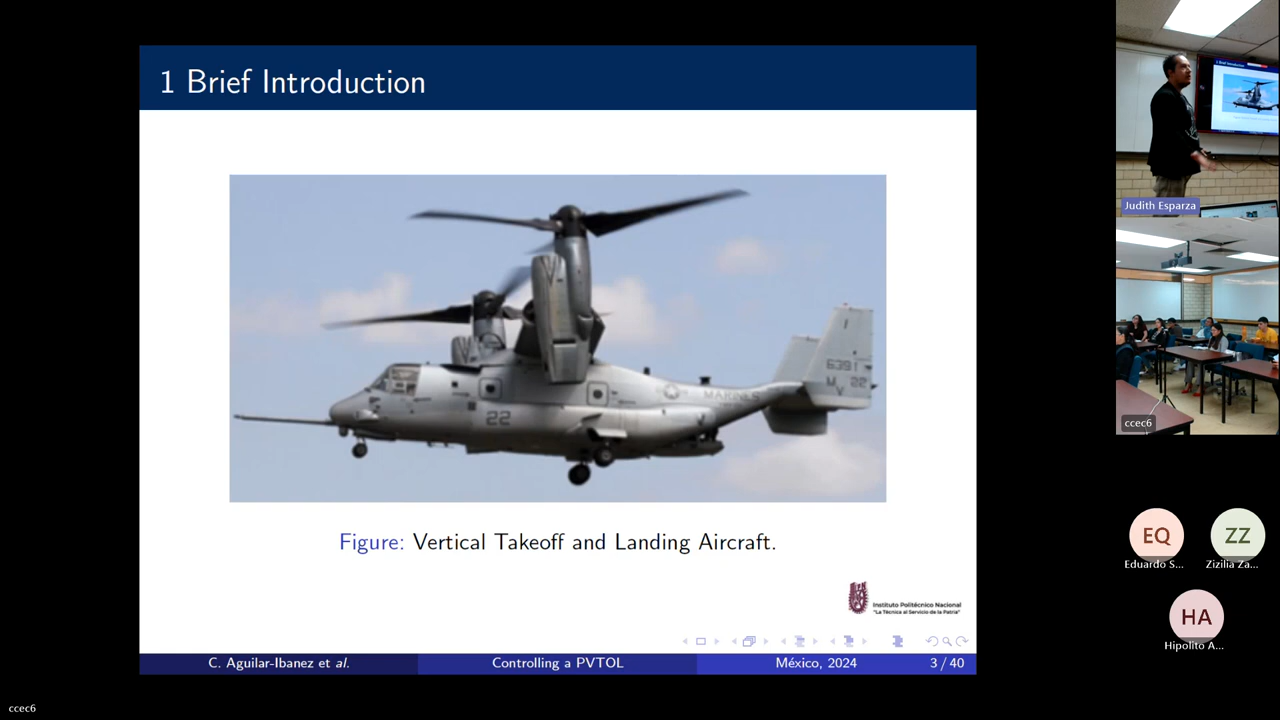 1 Brief Introduction
22
MARINES
6391
MV 22
Figure: Vertical Takeoff and Landing Aircraft.
Instituto Politécnico Nacional
"La Técnica al Servicio de la Patria"
C. Aguilar-Ibanez et al.
Controlling a PVTOL
México, 2024
3 / 40
Judith Esparza
ccec6
EQ
Eduardo S...
ZZ
Zizilia Za...
HA
Hipolito A...
ccec6